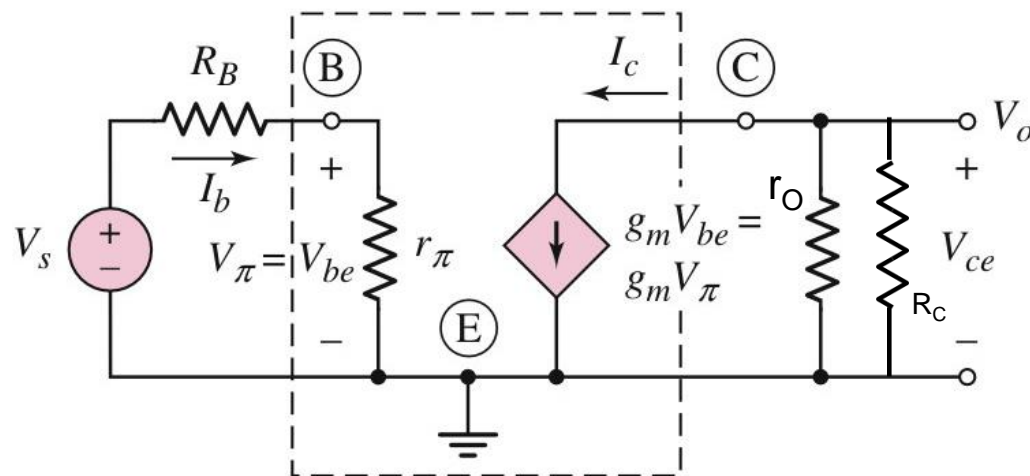 R_B
B
I_c
C
V_o
+
I_b
+
r_O
+
V_s
+
−
V_π = V_be
r_π
g_m V_be =
g_m V_π
V_ce
R_C
−
E
−